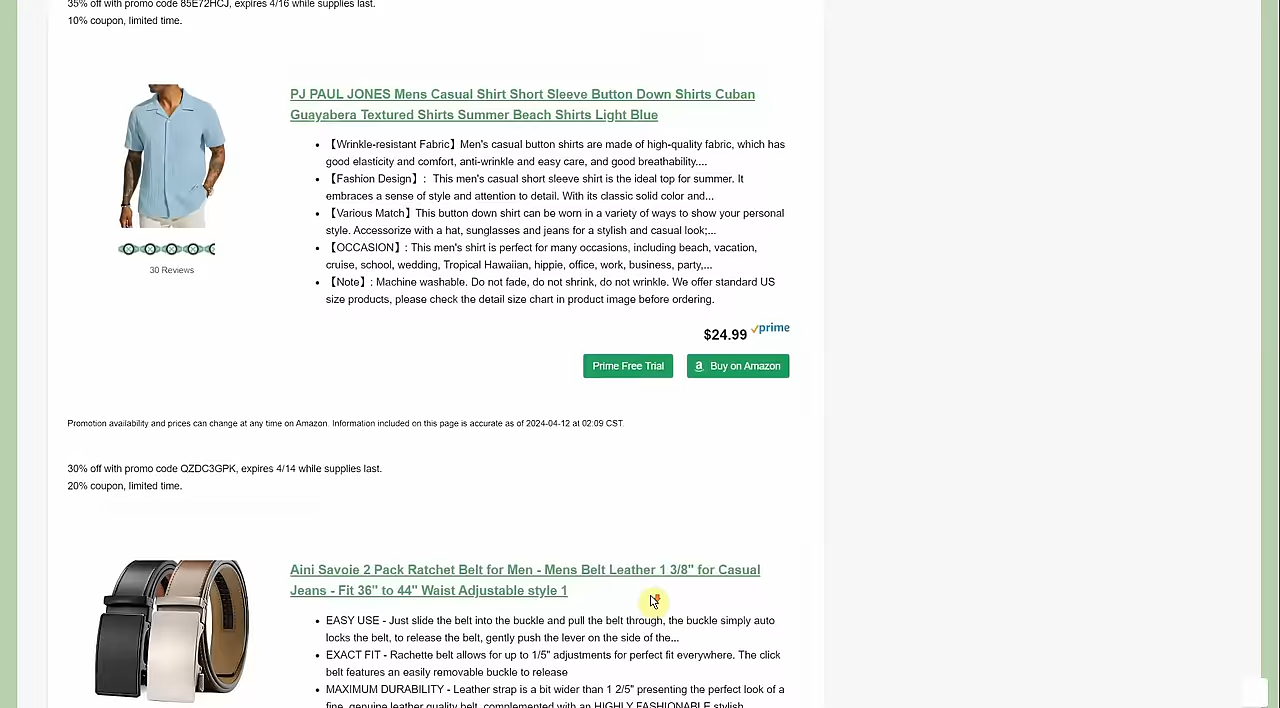 35% off with promo code 85E72HCJ, expires 4/16 while supplies last.
10% coupon, limited time.
PJ PAUL JONES Mens Casual Shirt Short Sleeve Button Down Shirts Cuban
Guayabera Textured Shirts Summer Beach Shirts Light Blue
• 【Wrinkle-resistant Fabric】Men's casual button shirts are made of high-quality fabric, which has
good elasticity and comfort, anti-wrinkle and easy care, and good breathability....
• 【Fashion Design】： This men's casual short sleeve shirt is the ideal top for summer. It
embraces a sense of style and attention to detail. With its classic solid color and...
• 【Various Match】This button down shirt can be worn in a variety of ways to show your personal
style. Accessorize with a hat, sunglasses and jeans for a stylish and casual look;...
• 【OCCASION】: This men's shirt is perfect for many occasions, including beach, vacation,
cruise, school, wedding, Tropical Hawaiian, hippie, office, work, business, party,...
• 【Note】: Machine washable. Do not fade, do not shrink, do not wrinkle. We offer standard US
size products, please check the detail size chart in product image before ordering.
30 Reviews
$24.99 prime
Prime Free Trial
a Buy on Amazon
Promotion availability and prices can change at any time on Amazon. Information included on this page is accurate as of 2024-04-12 at 02:09 CST.
30% off with promo code QZDC3GPK, expires 4/14 while supplies last.
20% coupon, limited time.
Aini Savoie 2 Pack Ratchet Belt for Men - Mens Belt Leather 1 3/8" for Casual
Jeans - Fit 36" to 44" Waist Adjustable style 1
• EASY USE - Just slide the belt into the buckle and pull the belt through, the buckle simply auto
locks the belt, to release the belt, gently push the lever on the side of the...
• EXACT FIT - Rachette belt allows for up to 1/5" adjustments for perfect fit everywhere. The click
belt features an easily removable buckle to release
• MAXIMUM DURABILITY - Leather strap is a bit wider than 1 2/5" presenting the perfect look of a
fine, genuine leather quality belt, complemented with an HIGHLY FASHIONABLE stylish